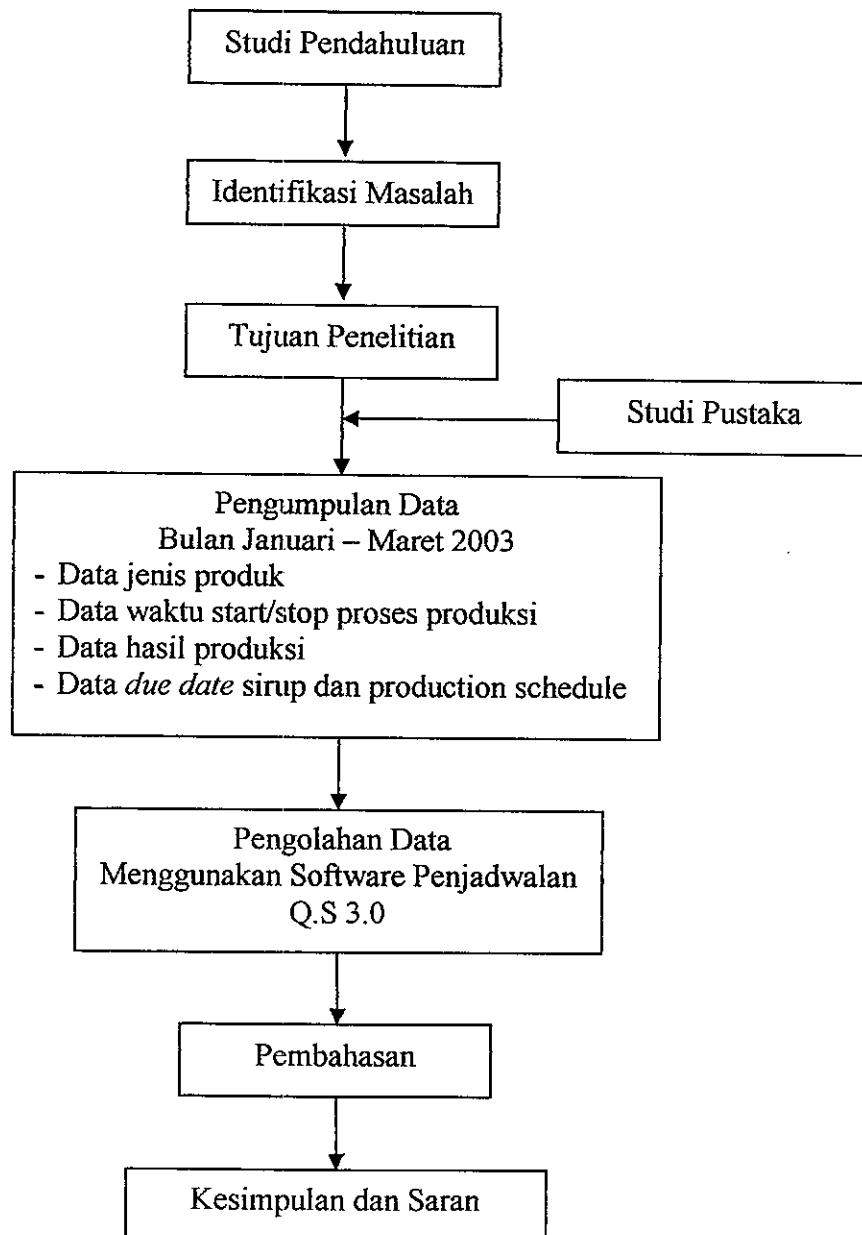 Studi Pendahuluan
Identifikasi Masalah
Tujuan Penelitian
Studi Pustaka
Pengumpulan Data
Bulan Januari – Maret 2003
- Data jenis produk
- Data waktu start/stop proses produksi
- Data hasil produksi
- Data due date sirup dan production schedule
Pengolahan Data
Menggunakan Software Penjadwalan
Q.S 3.0
Pembahasan
Kesimpulan dan Saran